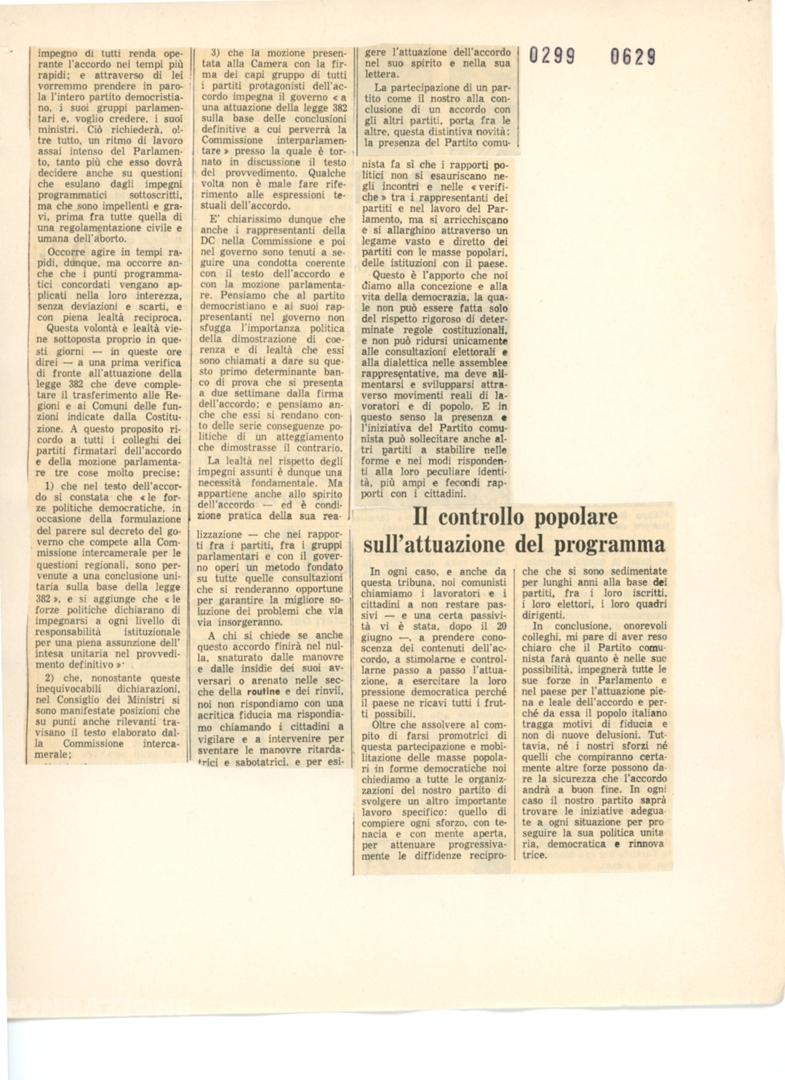 0299 0629
impegno di tutti renda ope-
rante l'accordo nei tempi più
rapidi; e attraverso di lei
vorremmo prendere in paro-
la l'intero partito democristia-
no, i suoi gruppi parlamen-
tari e, voglio credere, i suoi
ministri. Ciò richiederà, ol-
tre tutto, un ritmo di lavoro
assai intenso del Parlamen-
to, tanto più che esso dovrà
decidere anche su questioni
che esulano dagli impegni
programmatici sottoscritti,
ma che sono impellenti e gra-
vi, prima fra tutte quella di
una regolamentazione civile e
umana dell'aborto.
Occorre agire in tempi ra-
pidi, dunque, ma occorre an-
che che i punti programma-
tici concordati vengano ap-
plicati nella loro interezza,
senza deviazioni e scarti, e
con piena lealtà reciproca.
Questa volontà e lealtà vie-
ne sottoposta proprio in que-
sti giorni — in queste ore
direi — a una prima verifica
di fronte all'attuazione della
legge 382 che deve comple-
tare il trasferimento alle Re-
gioni e ai Comuni delle fun-
zioni indicate dalla Costitu-
zione. A questo proposito ri-
cordo a tutti i colleghi dei
partiti firmatari dell'accordo
e della mozione parlamenta-
re tre cose molto precise:
1) che nel testo dell'accor-
do si constata che « le for-
ze politiche democratiche, in
occasione della formulazione
del parere sul decreto del go-
verno che compete alla Com-
missione intercamerale per le
questioni regionali, sono per-
venute a una conclusione uni-
taria sulla base della legge
382 », e si aggiunge che « le
forze politiche dichiarano di
impegnarsi a ogni livello di
responsabilità istituzionale
per una piena assunzione dell'
intesa unitaria nel provvedi-
mento definitivo »·
2) che, nonostante queste
inequivocabili dichiarazioni,
nel Consiglio dei Ministri si
sono manifestate posizioni che
su punti anche rilevanti tra-
visano il testo elaborato dal-
la Commissione interca-
merale;
3) che la mozione presen-
tata alla Camera con la fir-
ma dei capi gruppo di tutti
i partiti protagonisti dell'ac-
cordo impegna il governo « a
una attuazione della legge 382
sulla base delle conclusioni
definitive a cui perverrà la
Commissione interparlamen-
tare » presso la quale è tor-
nato in discussione il testo
del provvedimento. Qualche
volta non è male fare rife-
rimento alle espressioni te-
stuali dell'accordo.
E' chiarissimo dunque che
anche i rappresentanti della
DC nella Commissione e poi
nel governo sono tenuti a se-
guire una condotta coerente
con il testo dell'accordo e
con la mozione parlamenta-
re. Pensiamo che al partito
democristiano e ai suoi rap-
presentanti nel governo non
sfugga l'importanza politica
della dimostrazione di coe-
renza e di lealtà che essi
sono chiamati a dare su que-
sto primo determinante ban-
co di prova che si presenta
a due settimane dalla firma
dell'accordo; e pensiamo an-
che che essi si rendano con-
to delle serie conseguenze po-
litiche di un atteggiamento
che dimostrasse il contrario.
La lealtà nel rispetto degli
impegni assunti è dunque una
necessità fondamentale. Ma
appartiene anche allo spirito
dell'accordo — ed è condi-
zione pratica della sua rea-
lizzazione — che nei rappor-
ti fra i partiti, fra i gruppi
parlamentari e con il gover-
no operi un metodo fondato
su tutte quelle consultazioni
che si renderanno opportune
per garantire la migliore so-
luzione dei problemi che via
via insorgeranno.
A chi si chiede se anche
questo accordo finirà nel nul-
la, snaturato dalle manovre
e dalle insidie dei suoi av-
versari o arenato nelle sec-
che della routine e dei rinvii,
noi non rispondiamo con una
acritica fiducia ma rispondia-
mo chiamando i cittadini a
vigilare e a intervenire per
sventare le manovre ritarda-
trici e sabotatrici, e per esi-
gere l'attuazione dell'accordo
nel suo spirito e nella sua
lettera.
La partecipazione di un par-
tito come il nostro alla con-
clusione di un accordo con
gli altri partiti, porta fra le
altre, questa distintiva novità:
la presenza del Partito comu-
nista fa sì che i rapporti po-
litici non si esauriscano ne-
gli incontri e nelle « verifi-
che » tra i rappresentanti dei
partiti e nel lavoro del Par-
lamento, ma si arricchiscano
e si allarghino attraverso un
legame vasto e diretto dei
partiti con le masse popolari,
delle istituzioni con il paese.
Questo è l'apporto che noi
diamo alla concezione e alla
vita della democrazia, la qua-
le non può essere fatta solo
del rispetto rigoroso di deter-
minate regole costituzionali,
e non può ridursi unicamente
alle consultazioni elettorali e
alla dialettica nelle assemblee
rappresentative, ma deve ali-
mentarsi e svilupparsi attra-
verso movimenti reali di la-
voratori e di popolo. E in
questo senso la presenza e
l'iniziativa del Partito comu-
nista può sollecitare anche al-
tri partiti a stabilire nelle
forme e nei modi risponden-
ti alla loro peculiare identi-
tà, più ampi e fecondi rap-
porti con i cittadini.
Il controllo popolare
sull'attuazione del programma
In ogni caso, e anche da
questa tribuna, noi comunisti
chiamiamo i lavoratori e i
cittadini a non restare pas-
sivi — e una certa passivi-
tà vi è stata, dopo il 20
giugno —, a prendere cono-
scenza dei contenuti dell'ac-
cordo, a stimolarne e control-
larne passo a passo l'attua-
zione, a esercitare la loro
pressione democratica perché
il paese ne ricavi tutti i frut-
ti possibili.
Oltre che assolvere al com-
pito di farsi promotrici di
questa partecipazione e mobi-
litazione delle masse popola-
ri in forme democratiche noi
chiediamo a tutte le organiz-
zazioni del nostro partito di
svolgere un altro importante
lavoro specifico: quello di
compiere ogni sforzo, con te-
nacia e con mente aperta,
per attenuare progressiva-
mente le diffidenze recipro-
che che si sono sedimentate
per lunghi anni alla base dei
partiti, fra i loro iscritti,
i loro elettori, i loro quadri
dirigenti.
In conclusione, onorevoli
colleghi, mi pare di aver reso
chiaro che il Partito comu-
nista farà quanto è nelle sue
possibilità, impegnerà tutte le
sue forze in Parlamento e
nel paese per l'attuazione pie-
na e leale dell'accordo e per-
ché da essa il popolo italiano
tragga motivi di fiducia e
non di nuove delusioni. Tut-
tavia, né i nostri sforzi né
quelli che compiranno certa-
mente altre forze possono da-
re la sicurezza che l'accordo
andrà a buon fine. In ogni
caso il nostro partito saprà
trovare le iniziative adegua-
te a ogni situazione per pro
seguire la sua politica unita
ria, democratica e rinnova
trice.